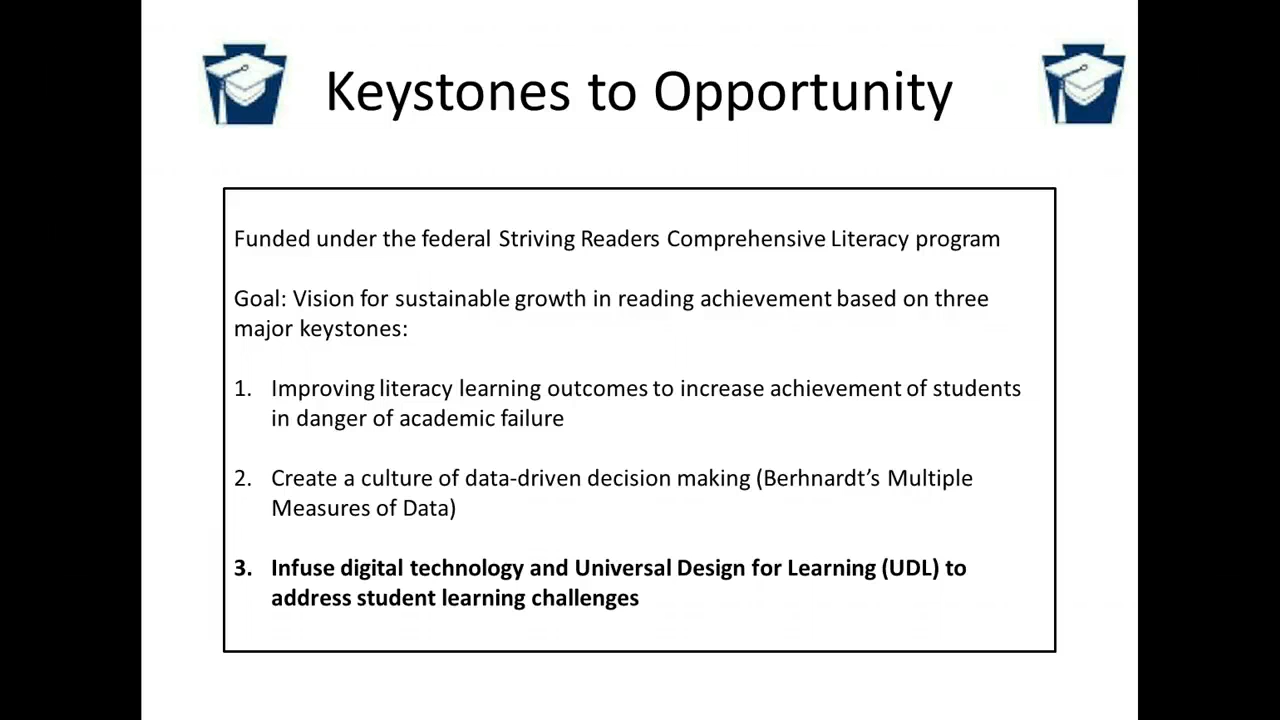 Keystones to Opportunity
Funded under the federal Striving Readers Comprehensive Literacy program
Goal: Vision for sustainable growth in reading achievement based on three
major keystones:
1. Improving literacy learning outcomes to increase achievement of students
in danger of academic failure
2. Create a culture of data-driven decision making (Berhnardt’s Multiple
Measures of Data)
3. Infuse digital technology and Universal Design for Learning (UDL) to
address student learning challenges